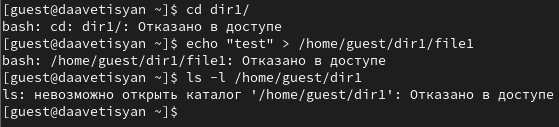 [guest@daavetisyan ~]$ cd dir1/
bash: cd: dir1/: Отказано в доступе
[guest@daavetisyan ~]$ echo "test" > /home/guest/dir1/file1
bash: /home/guest/dir1/file1: Отказано в доступе
[guest@daavetisyan ~]$ ls -l /home/guest/dir1
ls: невозможно открыть каталог '/home/guest/dir1': Отказано в доступе
[guest@daavetisyan ~]$